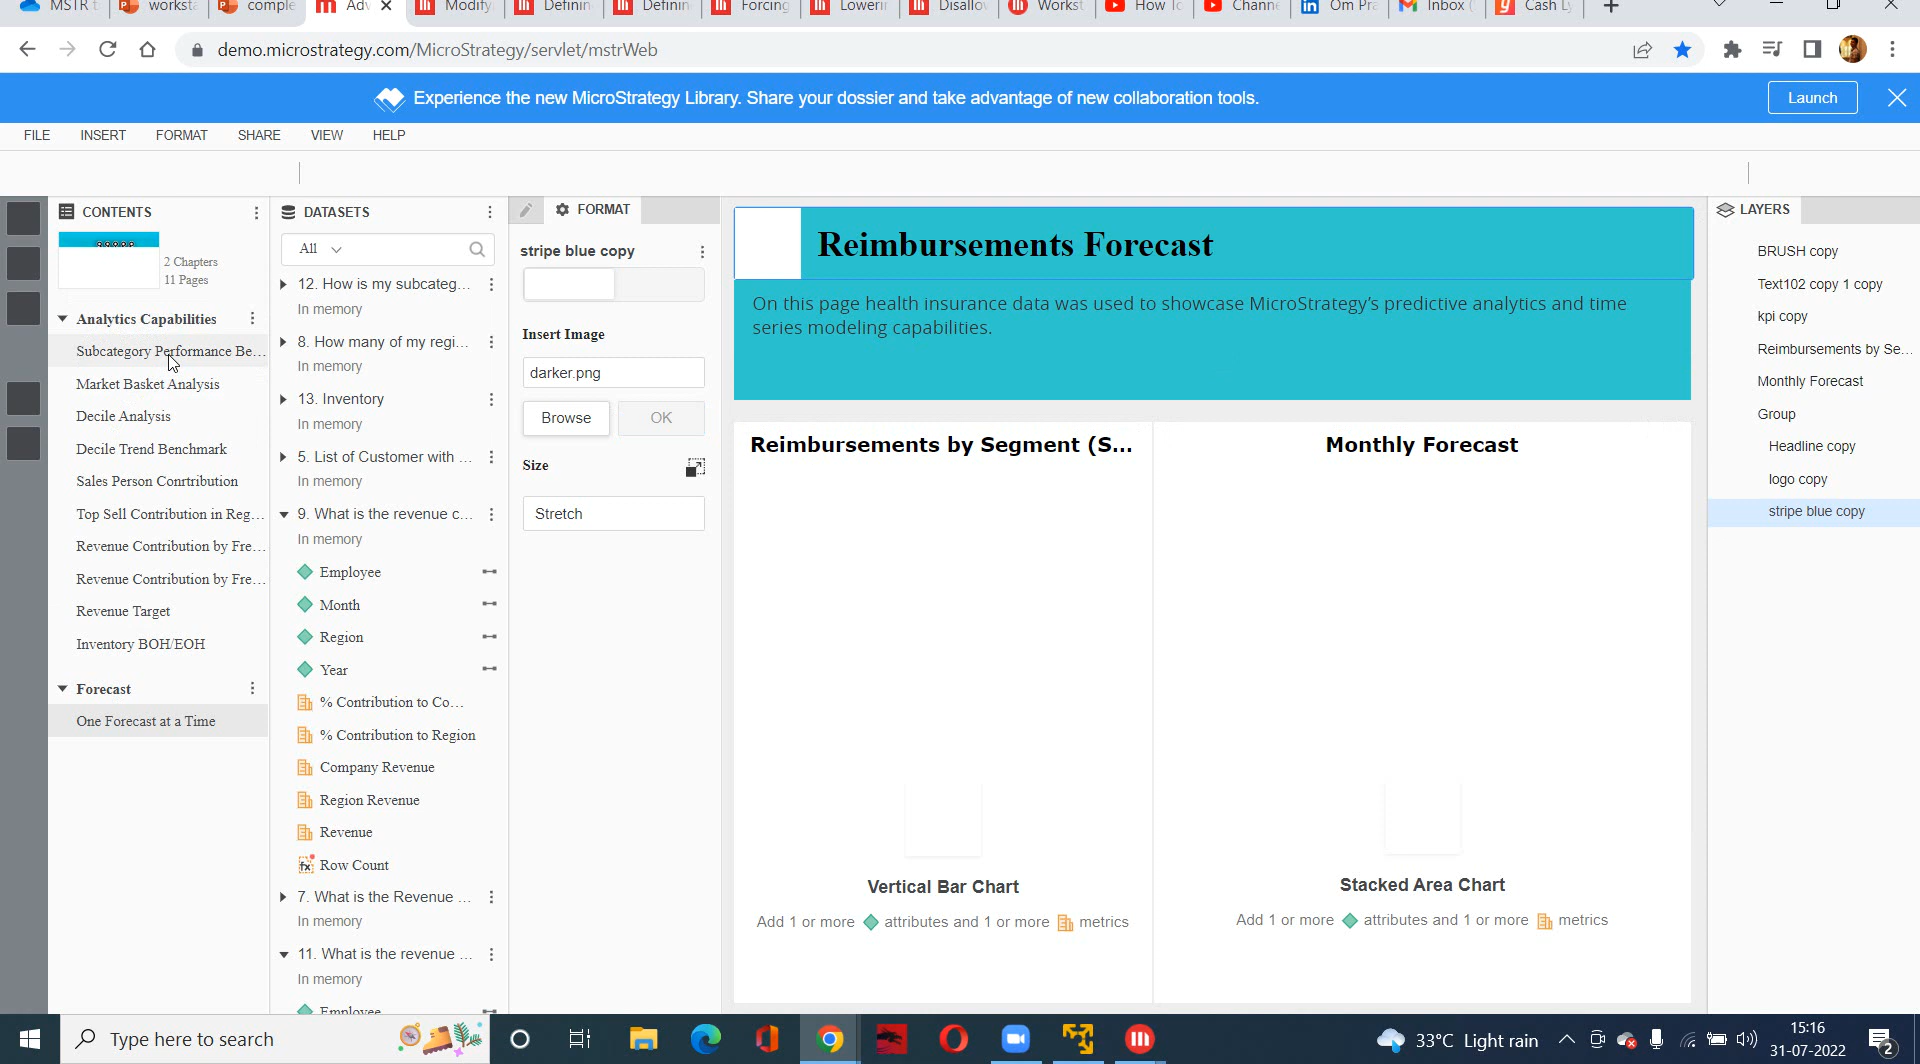 MSTR t
worksta
comple
Adv
Modify
Definin
Definin
Forcing
Lowerin
Disallov
Workst
How To
Channe
Om Pra
Inbox (
Cash Ly
demo.microstrategy.com/MicroStrategy/servlet/mstrWeb
Experience the new MicroStrategy Library. Share your dossier and take advantage of new collaboration tools.
Launch
FILE INSERT FORMAT SHARE VIEW HELP
CONTENTS
2 Chapters
11 Pages
Analytics Capabilities
Subcategory Performance Be...
Market Basket Analysis
Decile Analysis
Decile Trend Benchmark
Sales Person Conrtribution
Top Sell Contribution in Reg...
Revenue Contribution by Fre...
Revenue Contribution by Fre...
Revenue Target
Inventory BOH/EOH
Forecast
One Forecast at a Time
DATASETS
All
12. How is my subcateg...
In memory
8. How many of my regi...
In memory
13. Inventory
In memory
5. List of Customer with ...
In memory
9. What is the revenue c...
In memory
Employee
Month
Region
Year
% Contribution to Co...
% Contribution to Region
Company Revenue
Region Revenue
Revenue
fx Row Count
7. What is the Revenue ...
In memory
11. What is the revenue ...
In memory
Employee
FORMAT
stripe blue copy
Insert Image
darker.png
Browse OK
Size
Stretch
Reimbursements Forecast
On this page health insurance data was used to showcase MicroStrategy's predictive analytics and time
series modeling capabilities.
Reimbursements by Segment (S...
Vertical Bar Chart
Add 1 or more attributes and 1 or more metrics
Monthly Forecast
Stacked Area Chart
Add 1 or more attributes and 1 or more metrics
LAYERS
BRUSH copy
Text102 copy 1 copy
kpi copy
Reimbursements by Se...
Monthly Forecast
Group
Headline copy
logo copy
stripe blue copy
Type here to search
33°C Light rain
15:16
31-07-2022
2